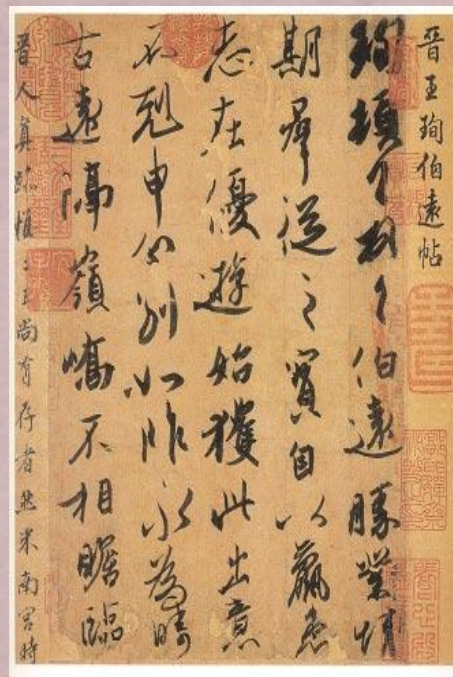 晉王珣伯遠帖
珣頓首頓首伯遠勝業情
期羣從之寶自以羸患
志在優遊始獲此出意
不剋申分別如昨永為疇
古遠隔嶺嶠不相瞻臨
晉人真跡惟二王尚有存者然米南宮時